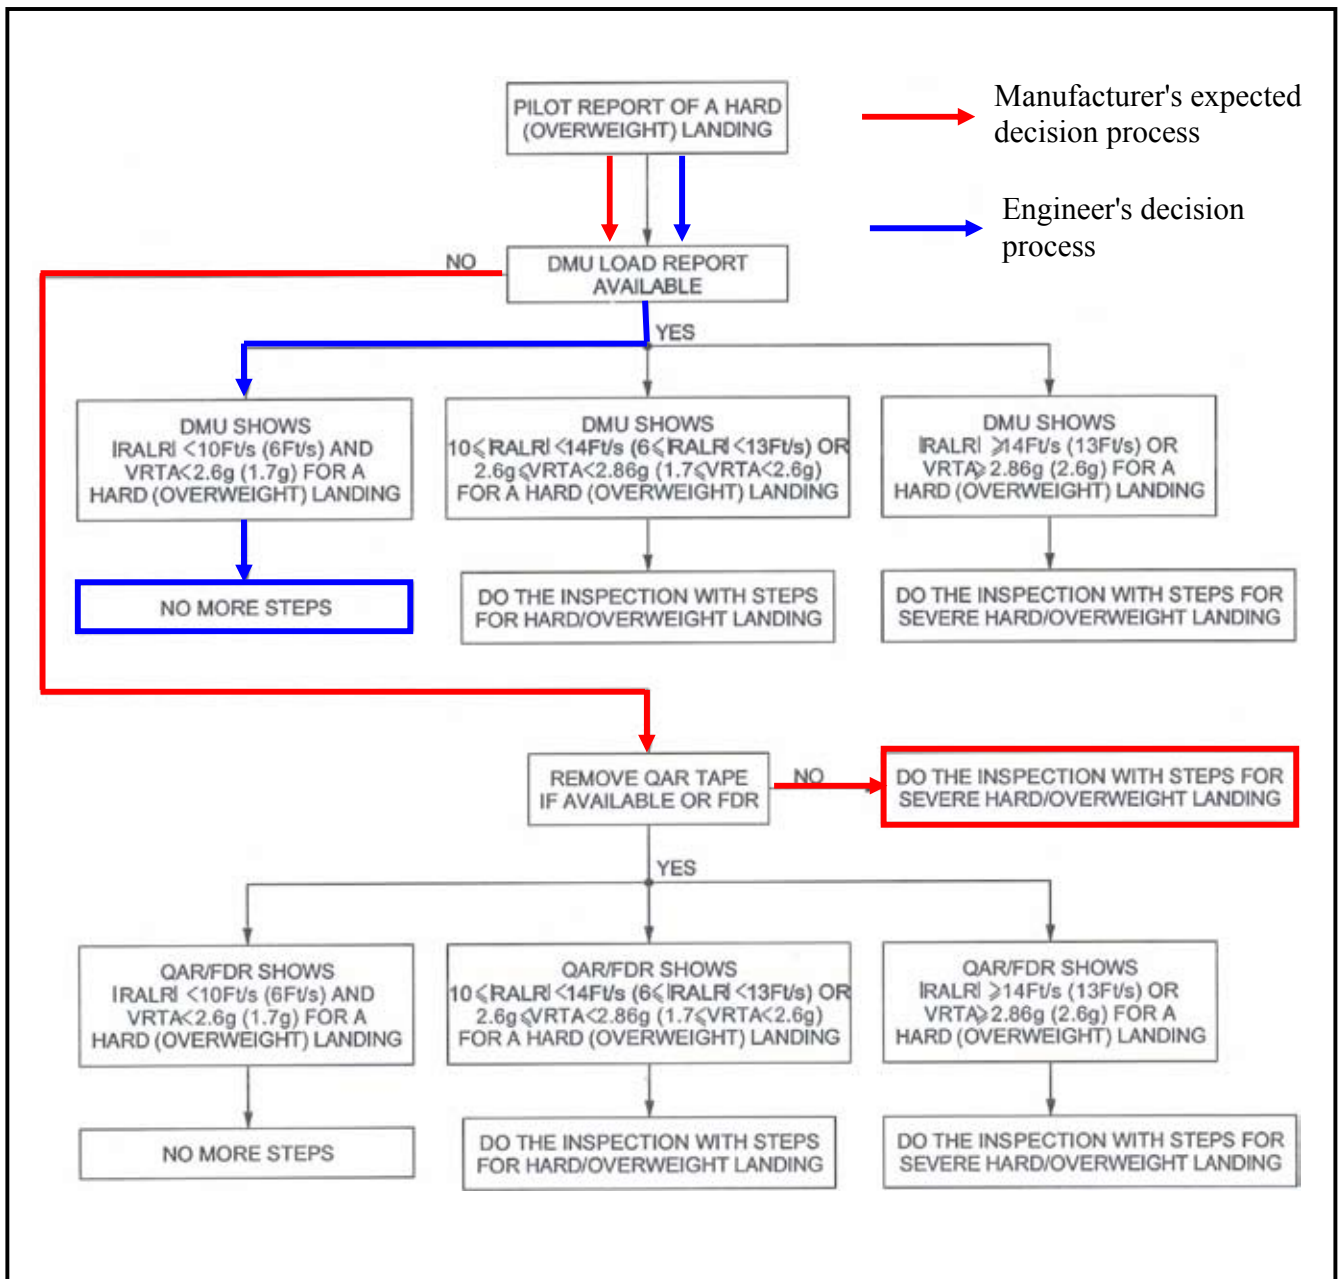 PILOT REPORT OF A HARD
(OVERWEIGHT) LANDING
Manufacturer's expected
decision process
Engineer's decision
process
NO
DMU LOAD REPORT
AVAILABLE
YES
DMU SHOWS
|RALR| <10Ft/s (6Ft/s) AND
VRTA<2.6g (1.7g) FOR A
HARD (OVERWEIGHT) LANDING
DMU SHOWS
10⩽|RALR|<14Ft/s (6⩽|RALR|<13Ft/s) OR
2.6g⩽VRTA<2.86g (1.7⩽VRTA<2.6g)
FOR A HARD (OVERWEIGHT) LANDING
DMU SHOWS
|RALR| ⩾14Ft/s (13Ft/s) OR
VRTA⩾2.86g (2.6g) FOR A
HARD (OVERWEIGHT) LANDING
NO MORE STEPS
DO THE INSPECTION WITH STEPS
FOR HARD/OVERWEIGHT LANDING
DO THE INSPECTION WITH STEPS FOR
SEVERE HARD/OVERWEIGHT LANDING
REMOVE QAR TAPE
IF AVAILABLE OR FDR
NO
DO THE INSPECTION WITH STEPS FOR
SEVERE HARD/OVERWEIGHT LANDING
YES
QAR/FDR SHOWS
|RALR| <10Ft/s (6Ft/s) AND
VRTA<2.6g (1.7g) FOR A
HARD (OVERWEIGHT) LANDING
QAR/FDR SHOWS
10⩽|RALR|<14Ft/s (6⩽|RALR|<13Ft/s) OR
2.6g⩽VRTA<2.86g (1.7⩽VRTA<2.6g)
FOR A HARD (OVERWEIGHT) LANDING
QAR/FDR SHOWS
|RALR| ⩾14Ft/s (13Ft/s) OR
VRTA⩾2.86g (2.6g) FOR A
HARD (OVERWEIGHT) LANDING
NO MORE STEPS
DO THE INSPECTION WITH STEPS
FOR HARD/OVERWEIGHT LANDING
DO THE INSPECTION WITH STEPS FOR
SEVERE HARD/OVERWEIGHT LANDING